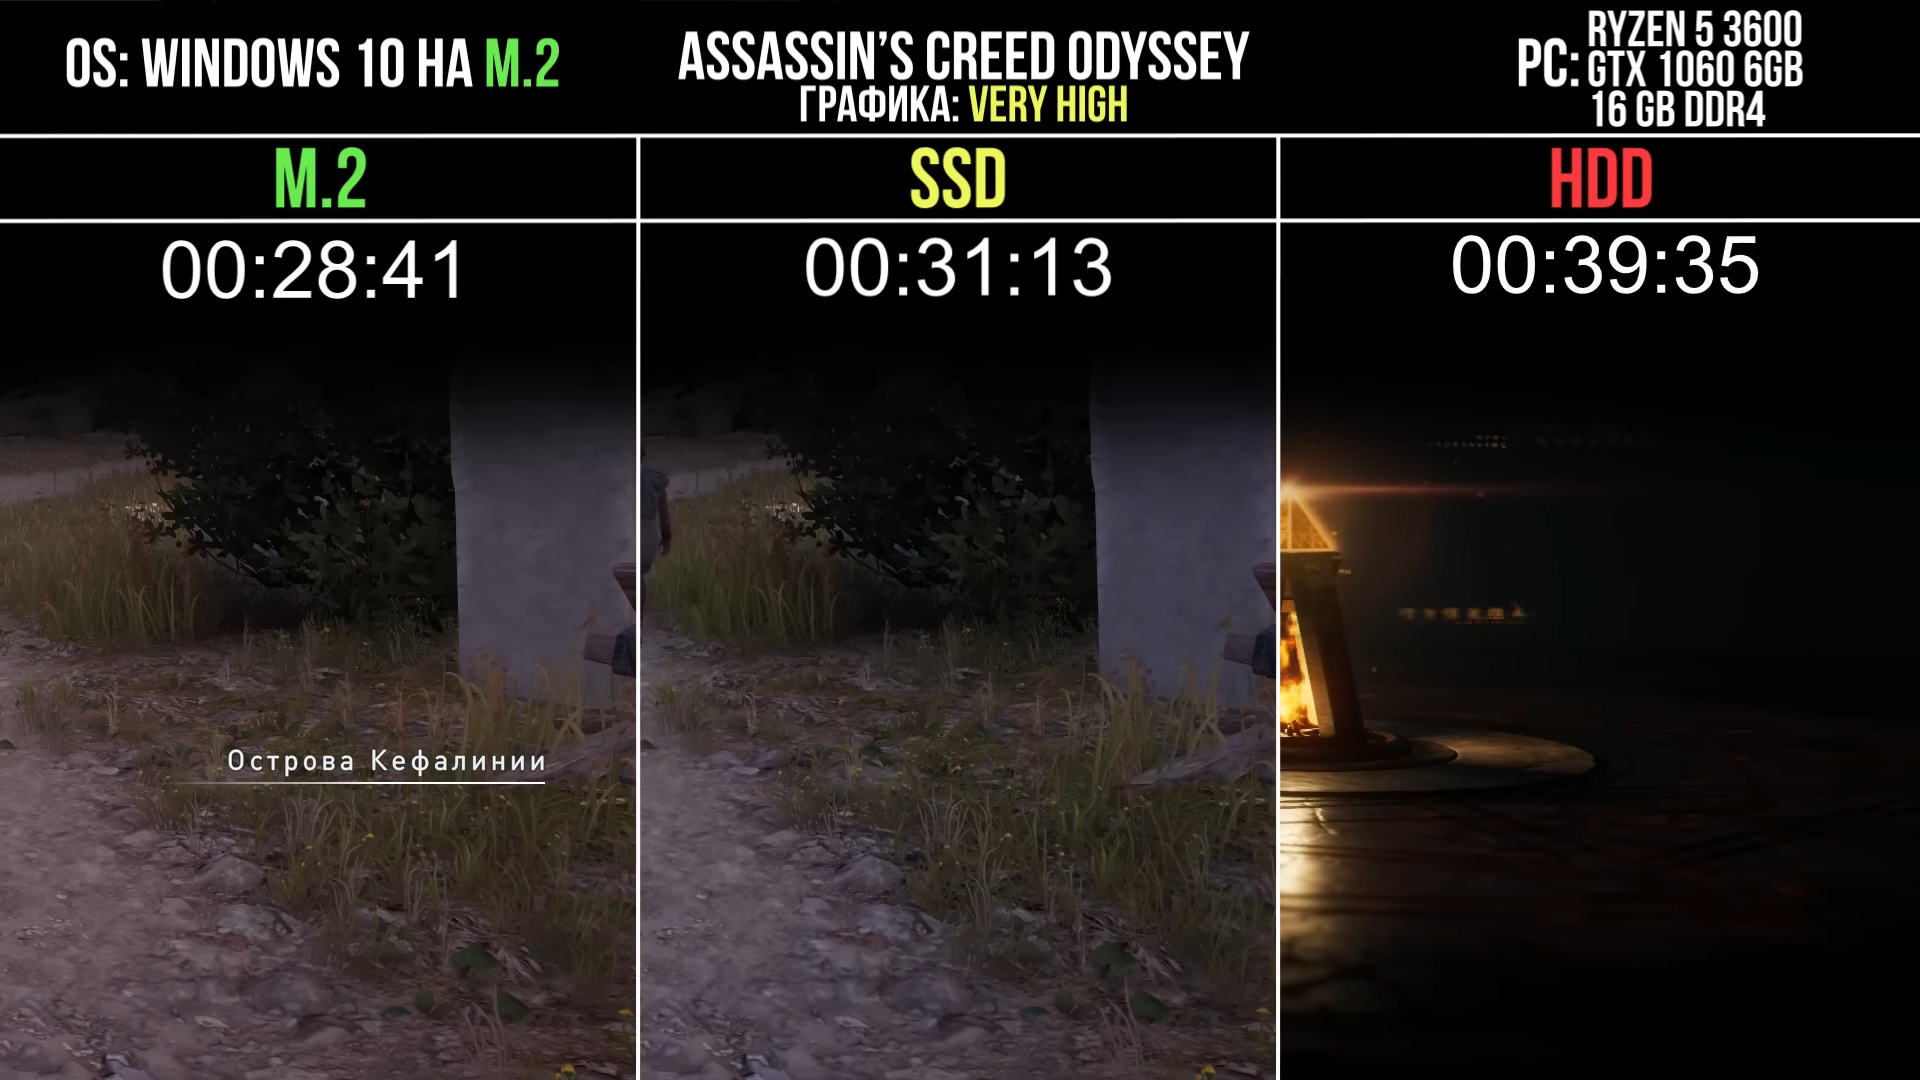 OS: WINDOWS 10 НА M.2
ASSASSIN'S CREED ODYSSEY
ГРАФИКА: VERY HIGH
PC:
RYZEN 5 3600
GTX 1060 6GB
16 GB DDR4
M.2
SSD
HDD
00:28:41
00:31:13
00:39:35
Острова Кефалинии